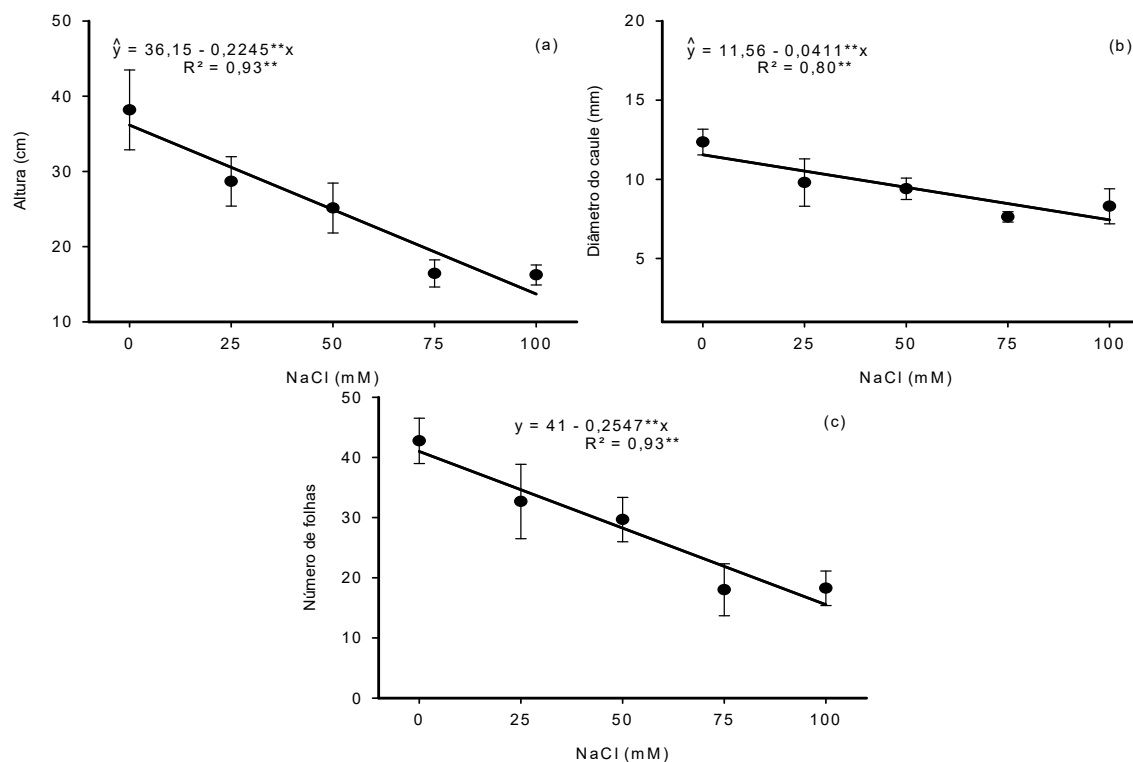 ŷ = 36,15 - 0,2245**x
R² = 0,93**
(a)
Altura (cm)
50
40
30
20
10
0 25 50 75 100
NaCl (mM)
ŷ = 11,56 - 0,0411**x
R² = 0,80**
(b)
Diâmetro do caule (mm)
20
15
10
5
0 25 50 75 100
NaCl (mM)
y = 41 - 0,2547**x
R² = 0,93**
(c)
Número de folhas
50
40
30
20
10
0
0 25 50 75 100
NaCl (mM)